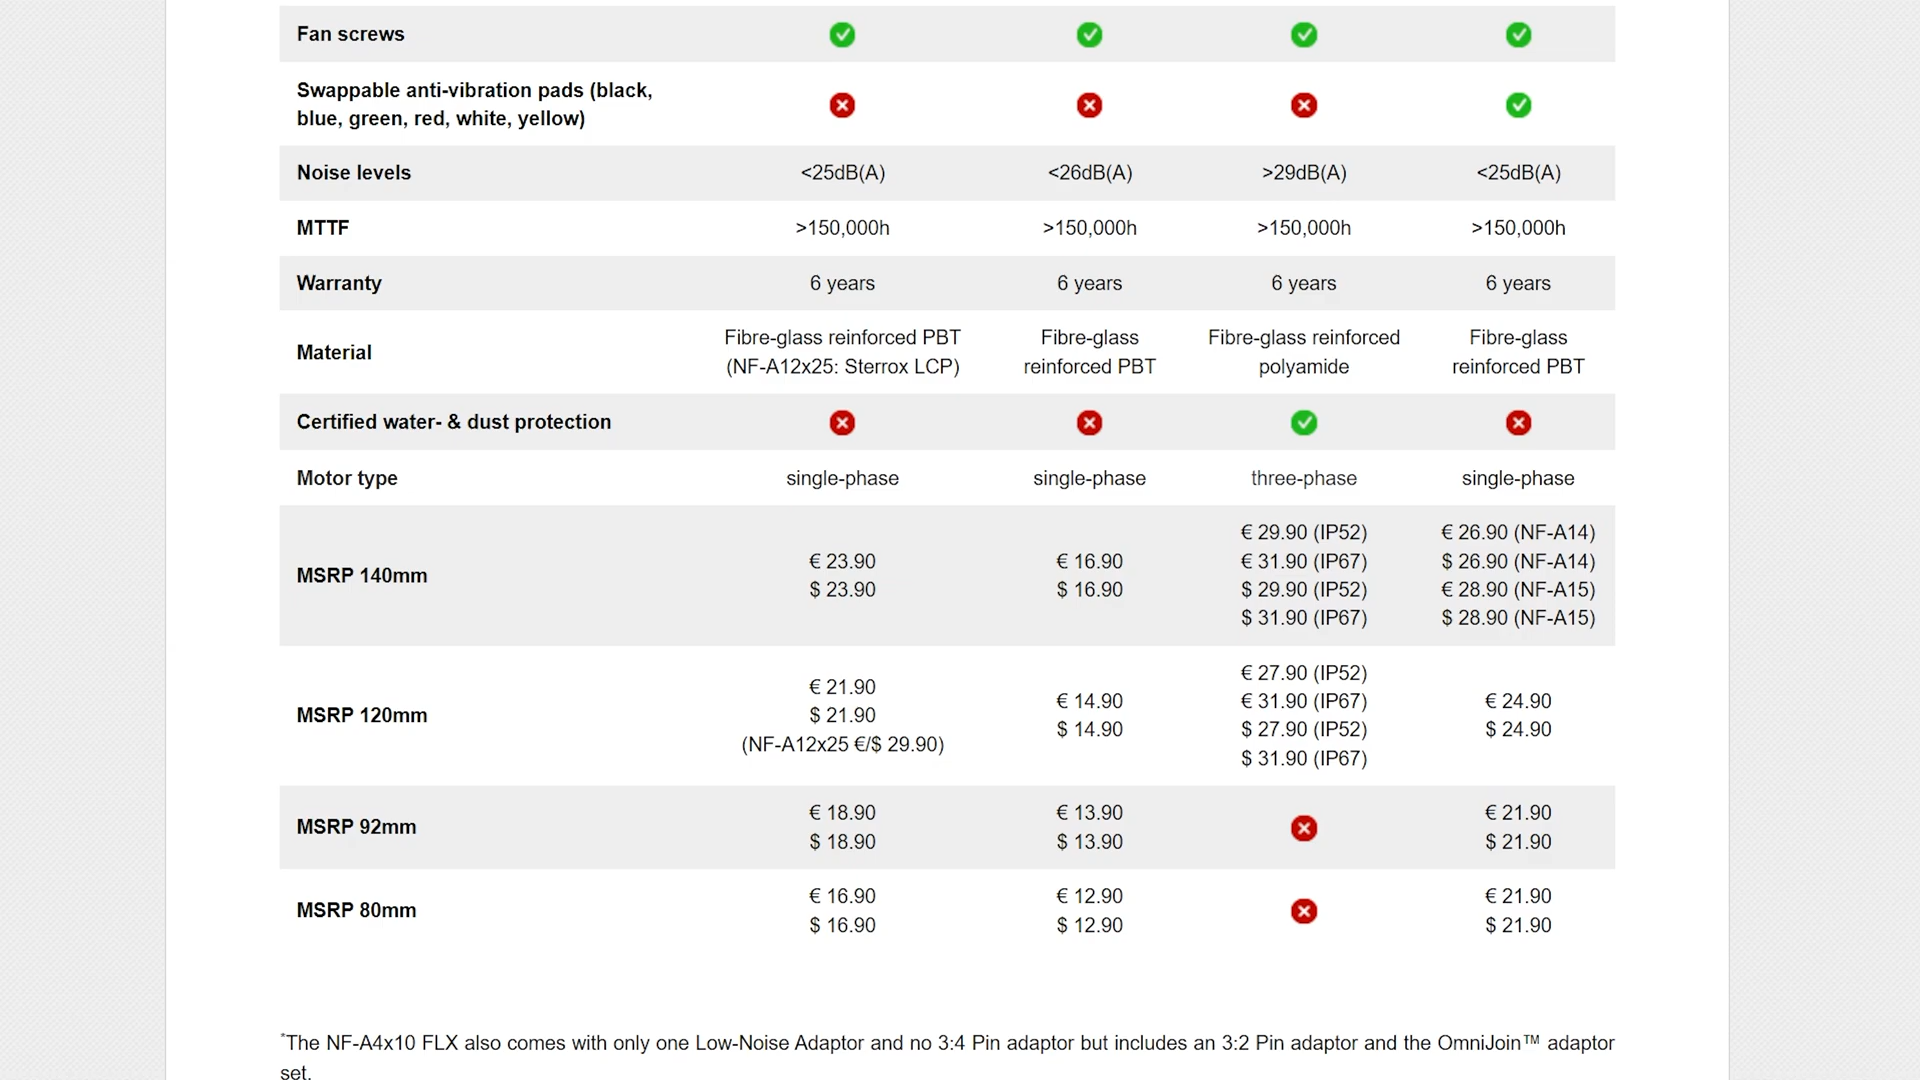 Fan screws
Swappable anti-vibration pads (black,
blue, green, red, white, yellow)
Noise levels <25dB(A) <26dB(A) >29dB(A) <25dB(A)
MTTF >150,000h >150,000h >150,000h >150,000h
Warranty 6 years 6 years 6 years 6 years
Material
Fibre-glass reinforced PBT
(NF-A12x25: Sterrox LCP)
Fibre-glass
reinforced PBT
Fibre-glass reinforced
polyamide
Fibre-glass
reinforced PBT
Certified water- & dust protection
Motor type single-phase single-phase three-phase single-phase
MSRP 140mm
€ 23.90
$ 23.90
€ 16.90
$ 16.90
€ 29.90 (IP52)
€ 31.90 (IP67)
$ 29.90 (IP52)
$ 31.90 (IP67)
€ 26.90 (NF-A14)
$ 26.90 (NF-A14)
€ 28.90 (NF-A15)
$ 28.90 (NF-A15)
MSRP 120mm
€ 21.90
$ 21.90
(NF-A12x25 €/$ 29.90)
€ 14.90
$ 14.90
€ 27.90 (IP52)
€ 31.90 (IP67)
$ 27.90 (IP52)
$ 31.90 (IP67)
€ 24.90
$ 24.90
MSRP 92mm
€ 18.90
$ 18.90
€ 13.90
$ 13.90
€ 21.90
$ 21.90
MSRP 80mm
€ 16.90
$ 16.90
€ 12.90
$ 12.90
€ 21.90
$ 21.90
*The NF-A4x10 FLX also comes with only one Low-Noise Adaptor and no 3:4 Pin adaptor but includes an 3:2 Pin adaptor and the OmniJoin™ adaptor
set.